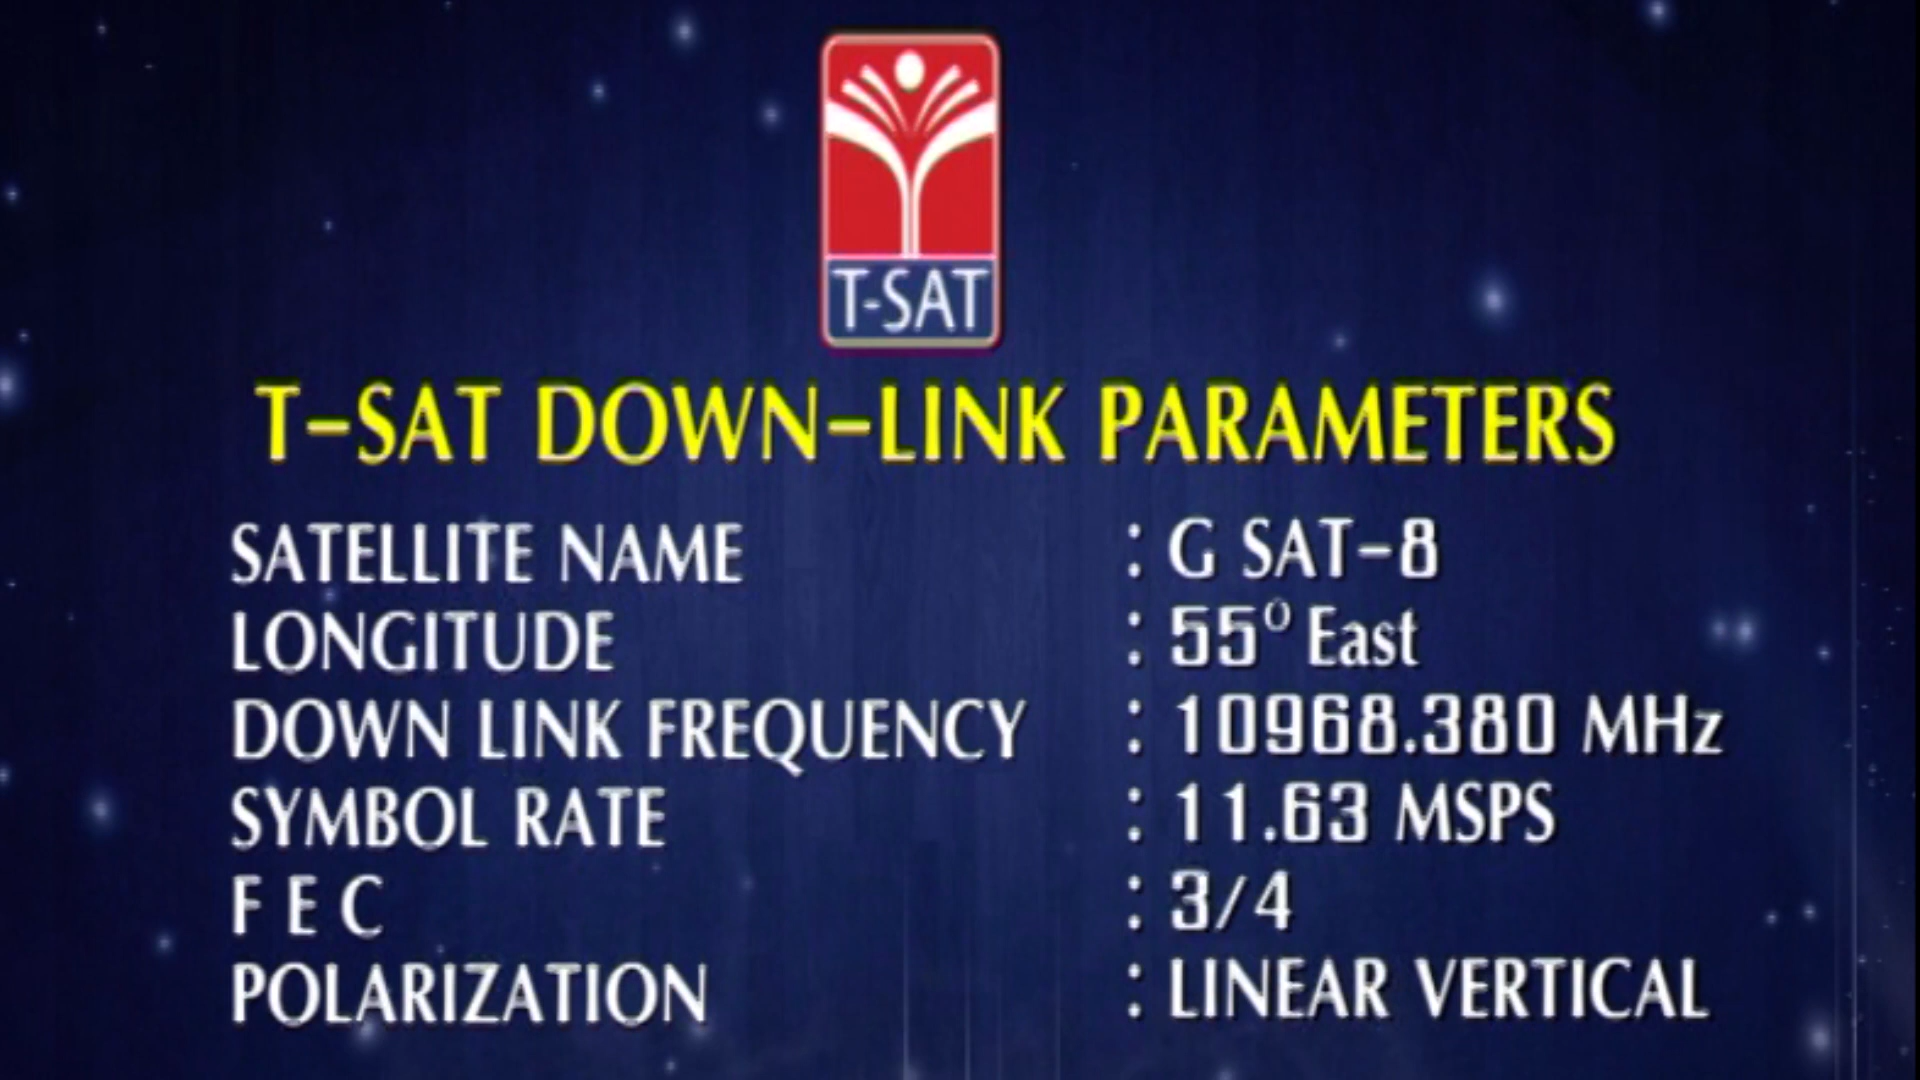 T-SAT
T-SAT DOWN-LINK PARAMETERS
SATELLITE NAME : G SAT-8
LONGITUDE : 55⁰ East
DOWN LINK FREQUENCY : 10968.380 MHz
SYMBOL RATE : 11.63 MSPS
F E C : 3/4
POLARIZATION : LINEAR VERTICAL